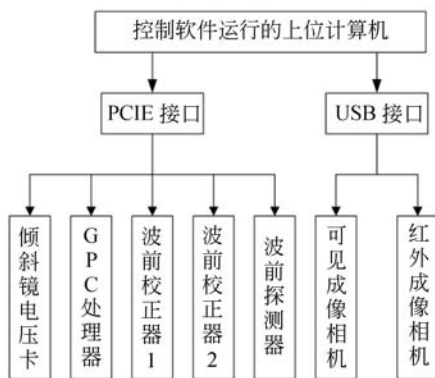 控制软件运行的上位计算机
PCIE 接口
USB 接口
倾斜镜电压卡
GPC处理器
波前校正器1
波前校正器2
波前探测器
可见成像相机
红外成像相机